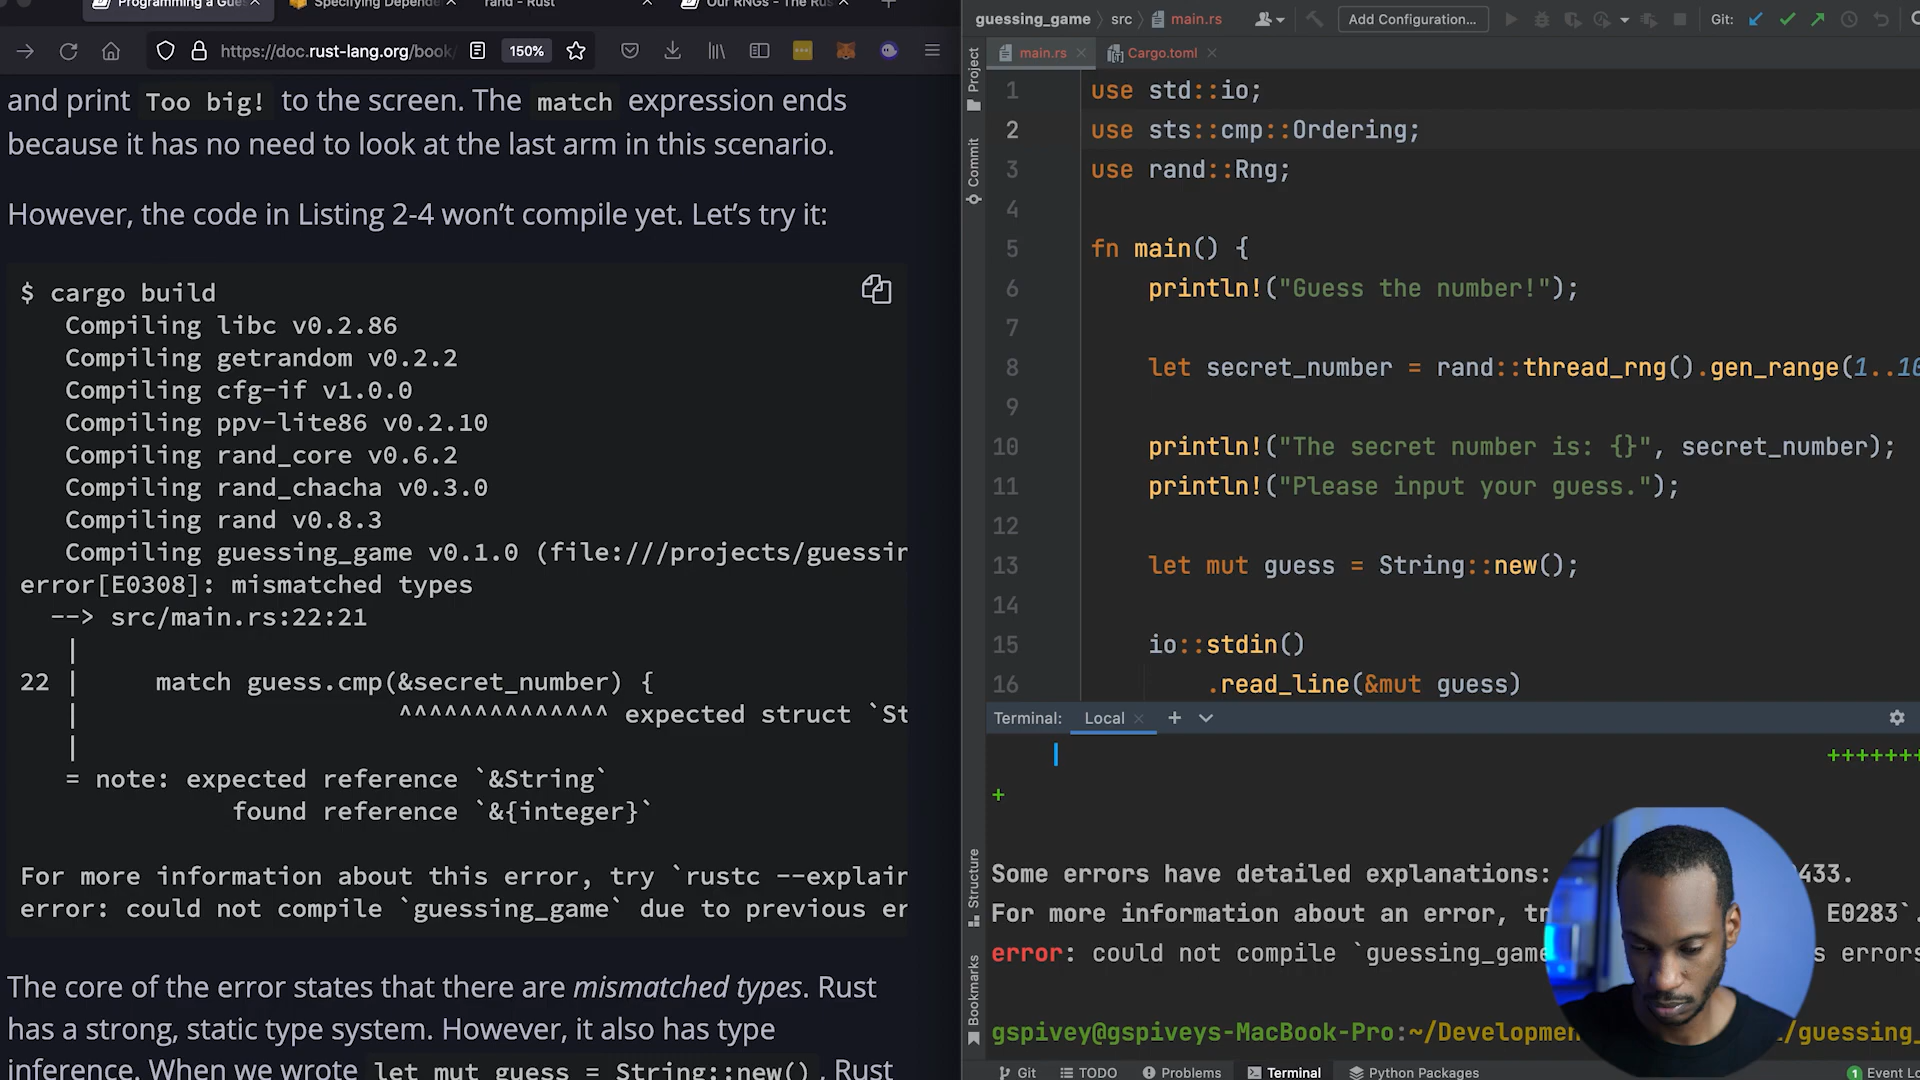 Programming a Gues
Specifying Depende
rand - Rust
Our RNGs - The Rus
https://doc.rust-lang.org/book/
150%
and print Too big! to the screen. The match expression ends
because it has no need to look at the last arm in this scenario.
However, the code in Listing 2-4 won’t compile yet. Let’s try it:
$ cargo build
Compiling libc v0.2.86
Compiling getrandom v0.2.2
Compiling cfg-if v1.0.0
Compiling ppv-lite86 v0.2.10
Compiling rand_core v0.6.2
Compiling rand_chacha v0.3.0
Compiling rand v0.8.3
Compiling guessing_game v0.1.0 (file:///projects/guessin
error[E0308]: mismatched types
--> src/main.rs:22:21
|
22 |     match guess.cmp(&secret_number) {
|                     ^^^^^^^^^^^^^^ expected struct `St
|
= note: expected reference `&String`
found reference `&{integer}`
For more information about this error, try `rustc --explain
error: could not compile `guessing_game` due to previous er
The core of the error states that there are mismatched types. Rust
has a strong, static type system. However, it also has type
inference. When we wrote let mut guess = String::new(), Rust
guessing_game
src
main.rs
Add Configuration...
Git:
main.rs
Cargo.toml
Project
Commit
Structure
Bookmarks
1 use std::io;
2 use sts::cmp::Ordering;
3 use rand::Rng;
4
5 fn main() {
6 println!("Guess the number!");
7
8 let secret_number = rand::thread_rng().gen_range(1..10
9
10 println!("The secret number is: {}", secret_number);
11 println!("Please input your guess.");
12
13 let mut guess = String::new();
14
15 io::stdin()
16 .read_line(&mut guess)
Terminal:
Local
| +++++++
+
Some errors have detailed explanations: 433.
For more information about an error, tr E0283`.
error: could not compile `guessing_game s errors
gspivey@gspiveys-MacBook-Pro:~/Developmen /guessing_
Git
TODO
Problems
Terminal
Python Packages
1 Event Lo